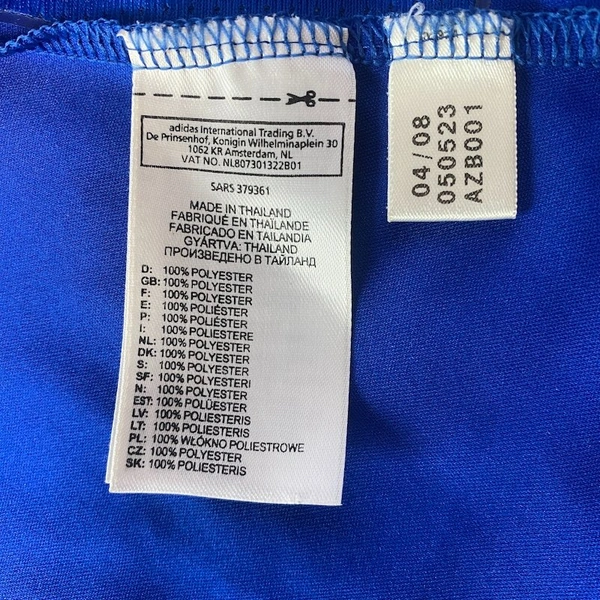 adidas International Trading B.V.
De Prinsenhof, Konigin Wilhelminaplein 30
1062 KR Amsterdam, NL
VAT NO. NL807301322B01
SARS 379361
MADE IN THAILAND
FABRIQUÉ EN THAÏLANDE
FABRICADO EN TAILANDIA
GYÁRTVA: THAILAND
ПРОИЗВЕДЕНО В ТАЙЛАНД
D: 100% POLYESTER
GB: 100% POLYESTER
F: 100% POLYESTER
E: 100% POLIÉSTER
P: 100% POLIÉSTER
I: 100% POLIESTERE
NL: 100% POLYESTER
DK: 100% POLYESTER
S: 100% POLYESTER
SF: 100% POLYESTERI
N: 100% POLYESTER
EST: 100% POLÜESTER
LV: 100% POLIESTERIS
LT: 100% POLIESTERIS
PL: 100% WŁÓKNO POLIESTROWE
CZ: 100% POLYESTER
SK: 100% POLYESTERIS
04/08
050523
AZB001